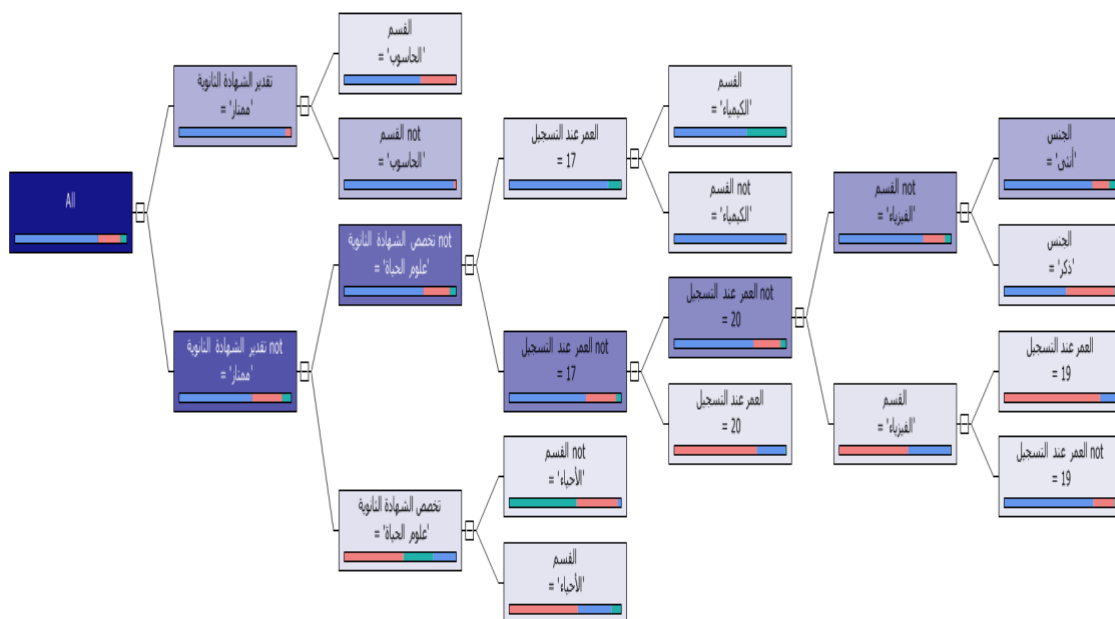 All
تقدير الشهادة الثانوية
= 'ممتاز'
not تقدير الشهادة الثانوية
= 'ممتاز'
القسم
= 'الحاسوب'
not القسم
= 'الحاسوب'
not تخصص الشهادة الثانوية
= 'علوم الحياة'
تخصص الشهادة الثانوية
= 'علوم الحياة'
العمر عند التسجيل
= 17
not العمر عند التسجيل
= 17
not القسم
= 'الأحياء'
القسم
= 'الأحياء'
القسم
= 'الكيمياء'
not القسم
= 'الكيمياء'
not العمر عند التسجيل
= 20
العمر عند التسجيل
= 20
not القسم
= 'الفيزياء'
القسم
= 'الفيزياء'
الجنس
= 'أنثى'
الجنس
= 'ذكر'
العمر عند التسجيل
= 19
not العمر عند التسجيل
= 19